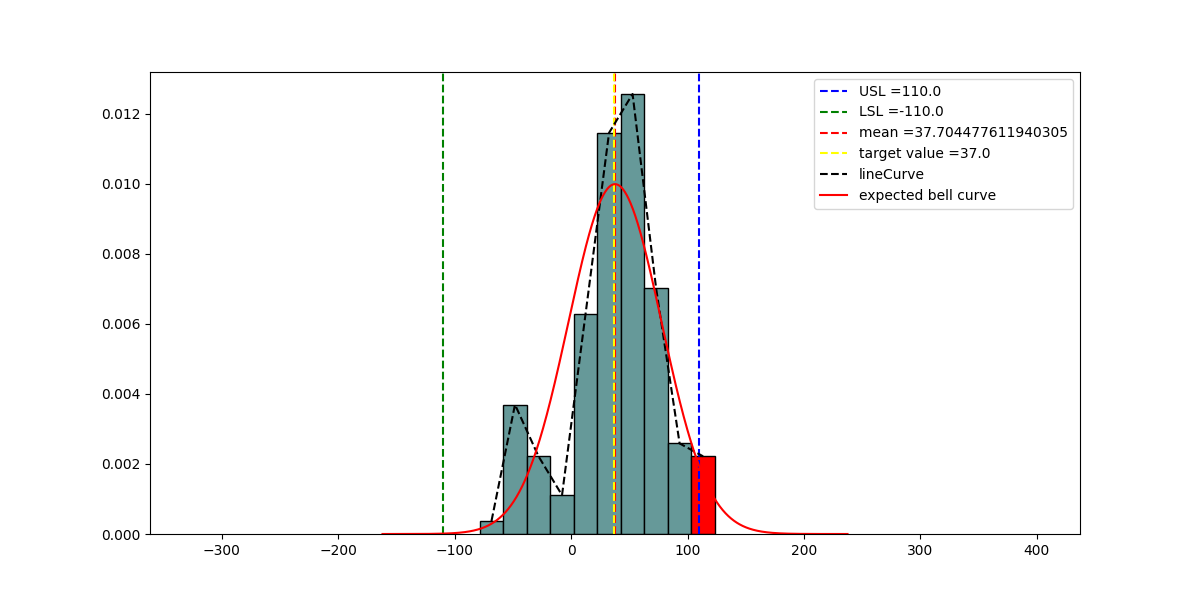 USL =110.0
LSL =-110.0
mean =37.704477611940305
target value =37.0
lineCurve
expected bell curve
0.012
0.010
0.008
0.006
0.004
0.002
0.000
−300 −200 −100 0 100 200 300 400